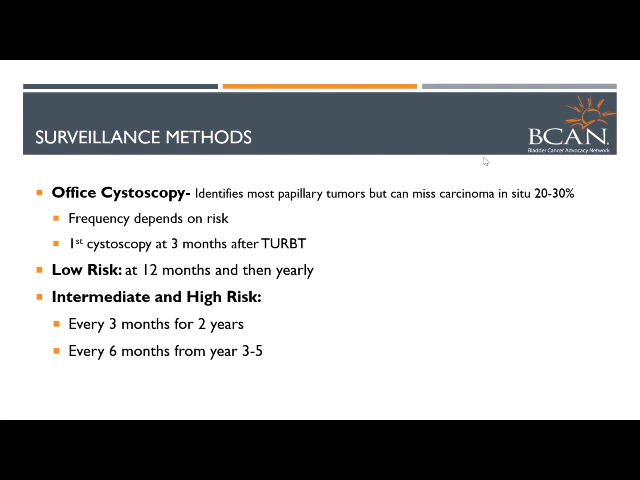 SURVEILLANCE METHODS
BCAN
Bladder Cancer Advocacy Network
Office Cystoscopy- Identifies most papillary tumors but can miss carcinoma in situ 20-30%
Frequency depends on risk
1st cystoscopy at 3 months after TURBT
Low Risk: at 12 months and then yearly
Intermediate and High Risk:
Every 3 months for 2 years
Every 6 months from year 3-5